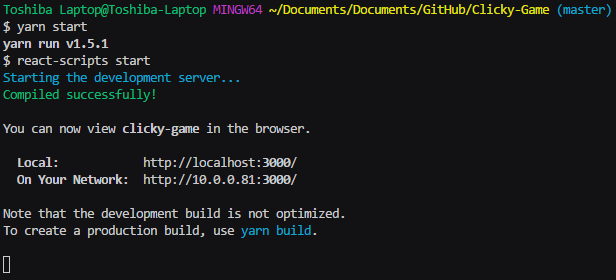 Toshiba Laptop@Toshiba-Laptop MINGW64 ~/Documents/Documents/GitHub/Clicky-Game (master)
$ yarn start
yarn run v1.5.1
$ react-scripts start
Starting the development server...
Compiled successfully!
You can now view clicky-game in the browser.
Local: http://localhost:3000/
On Your Network: http://10.0.0.81:3000/
Note that the development build is not optimized.
To create a production build, use yarn build.